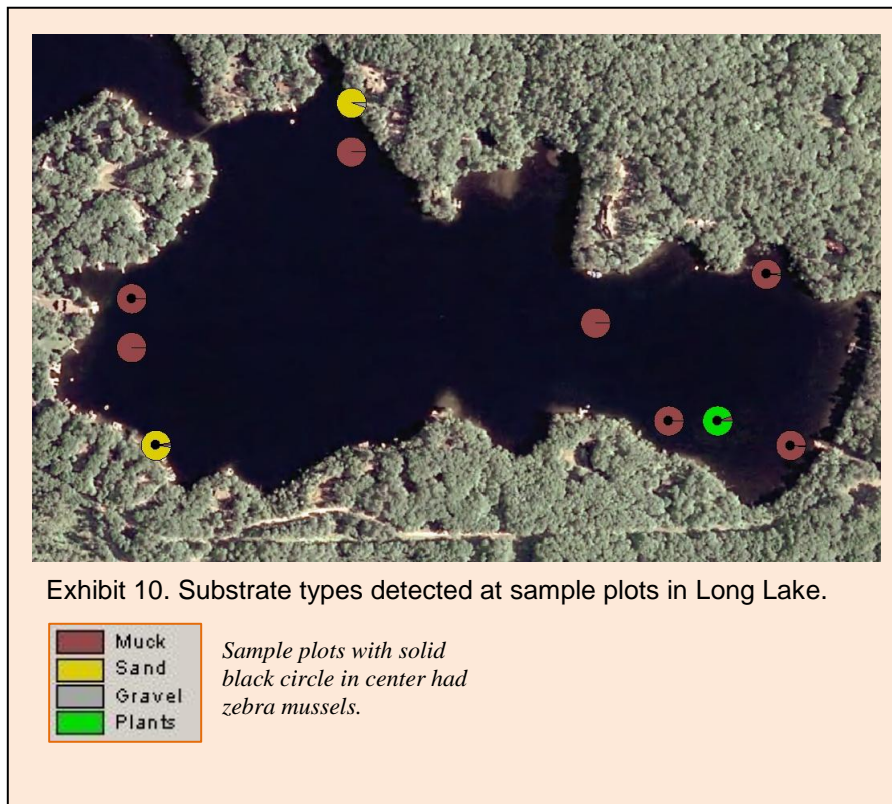 Exhibit 10. Substrate types detected at sample plots in Long Lake.
Muck
Sand
Gravel
Plants
Sample plots with solid
black circle in center had
zebra mussels.